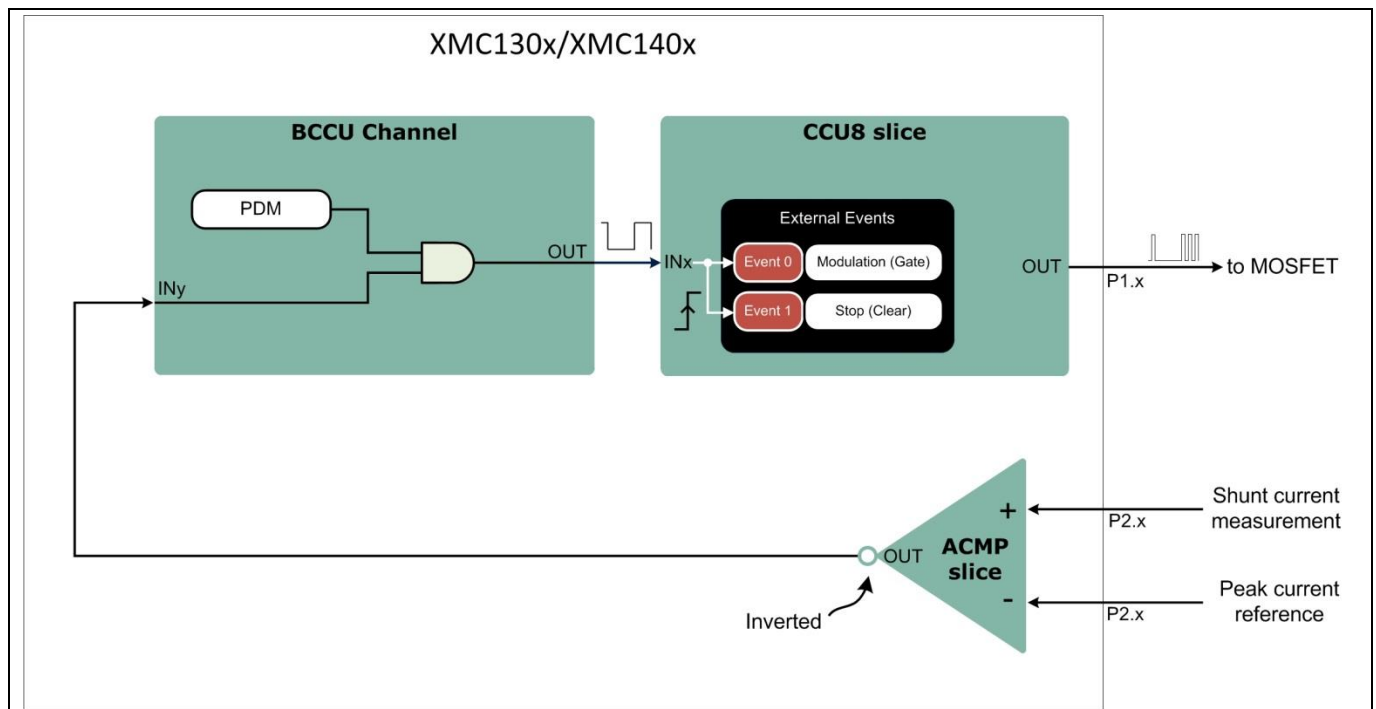 XMC130x/XMC140x
BCCU Channel
PDM
OUT
INy
CCU8 slice
External Events
INx
Event 0
Modulation (Gate)
Event 1
Stop (Clear)
OUT
P1.x
to MOSFET
+
ACMP
slice
-
OUT
Inverted
P2.x
Shunt current
measurement
P2.x
Peak current
reference